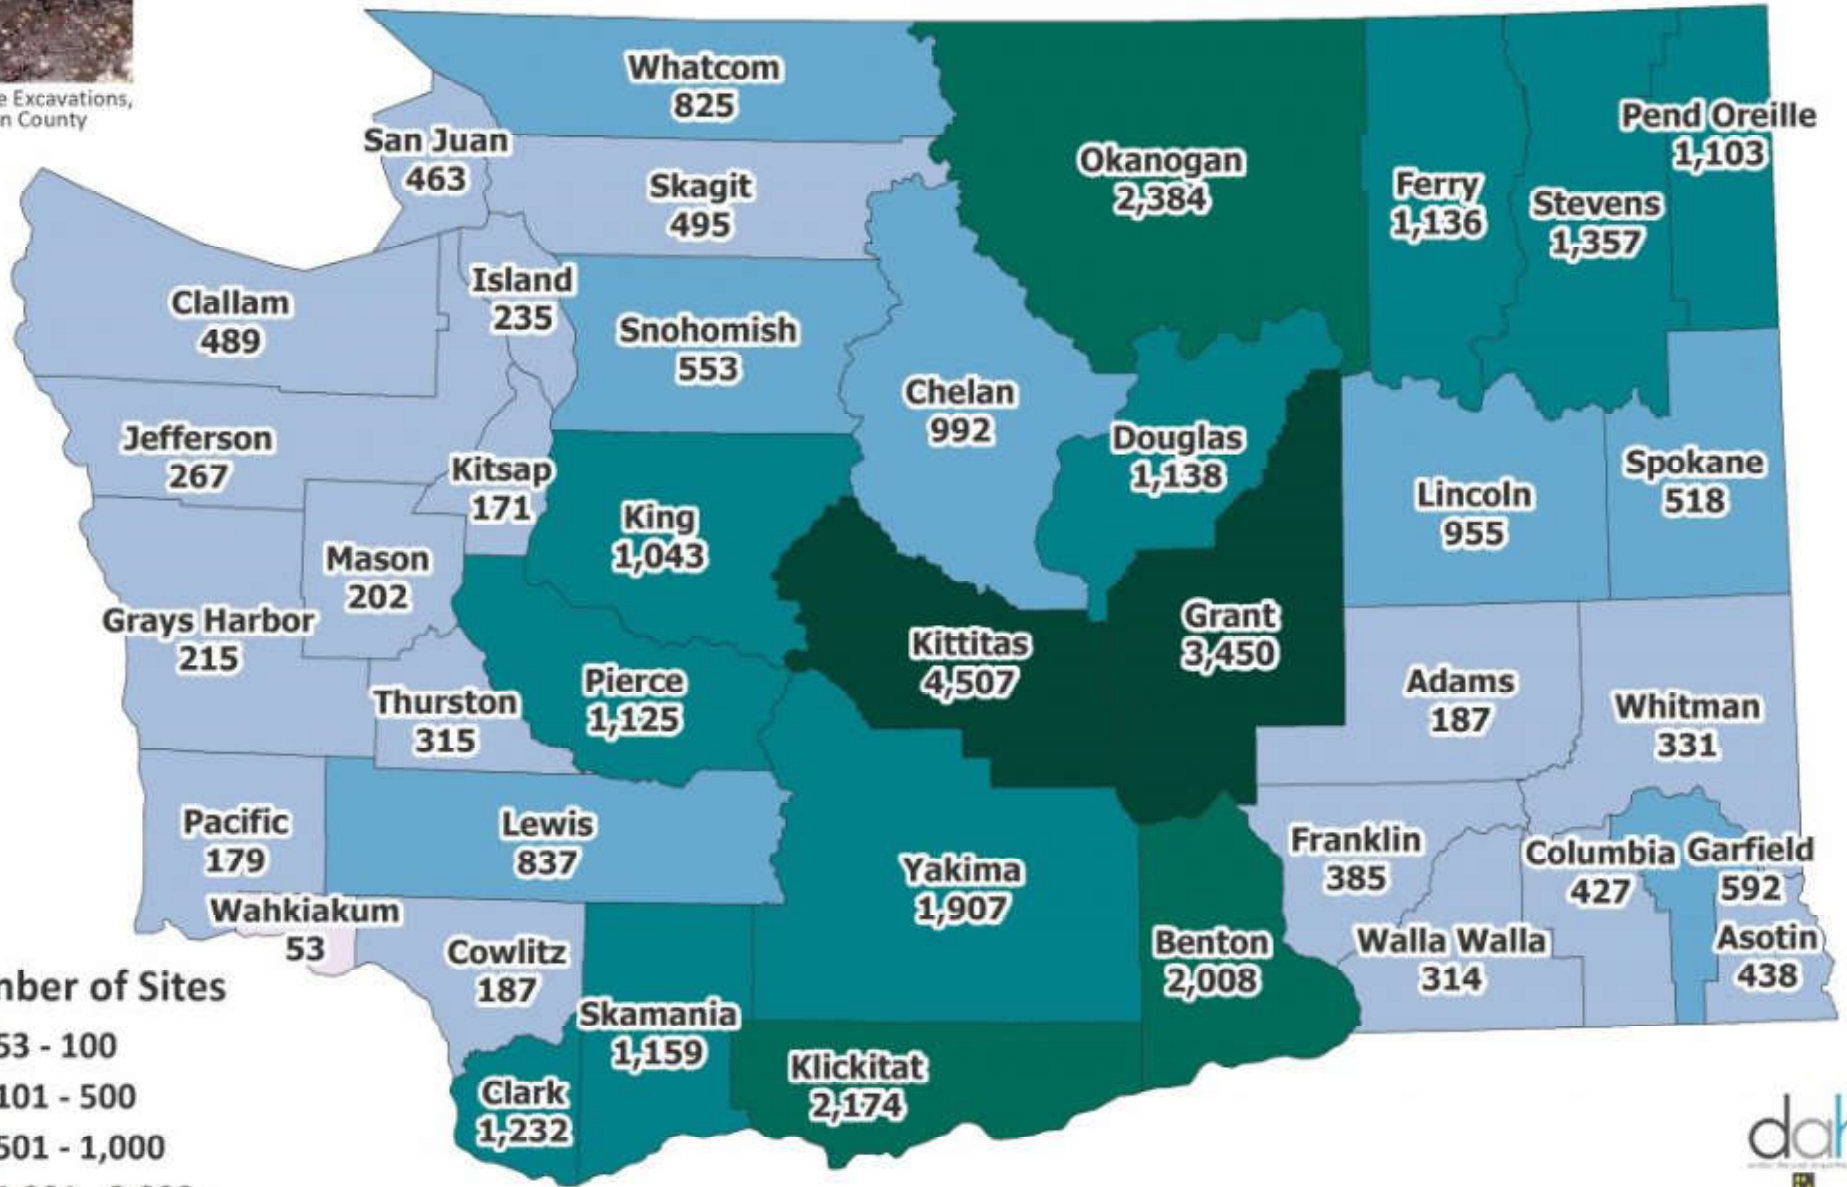 e Excavations,
n County
Whatcom
825
San Juan
463
Skagit
495
Okanogan
2,384
Ferry
1,136
Stevens
1,357
Pend Oreille
1,103
Clallam
489
Island
235
Snohomish
553
Chelan
992
Douglas
1,138
Jefferson
267
Kitsap
171
King
1,043
Lincoln
955
Spokane
518
Mason
202
Grays Harbor
215
Thurston
315
Pierce
1,125
Kittitas
4,507
Grant
3,450
Adams
187
Whitman
331
Pacific
179
Lewis
837
Yakima
1,907
Franklin
385
Columbia
427
Garfield
592
Wahkiakum
53
Cowlitz
187
Benton
2,008
Walla Walla
314
Asotin
438
Skamania
1,159
Clark
1,232
Klickitat
2,174
nber of Sites
53 - 100
101 - 500
501 - 1,000
dah